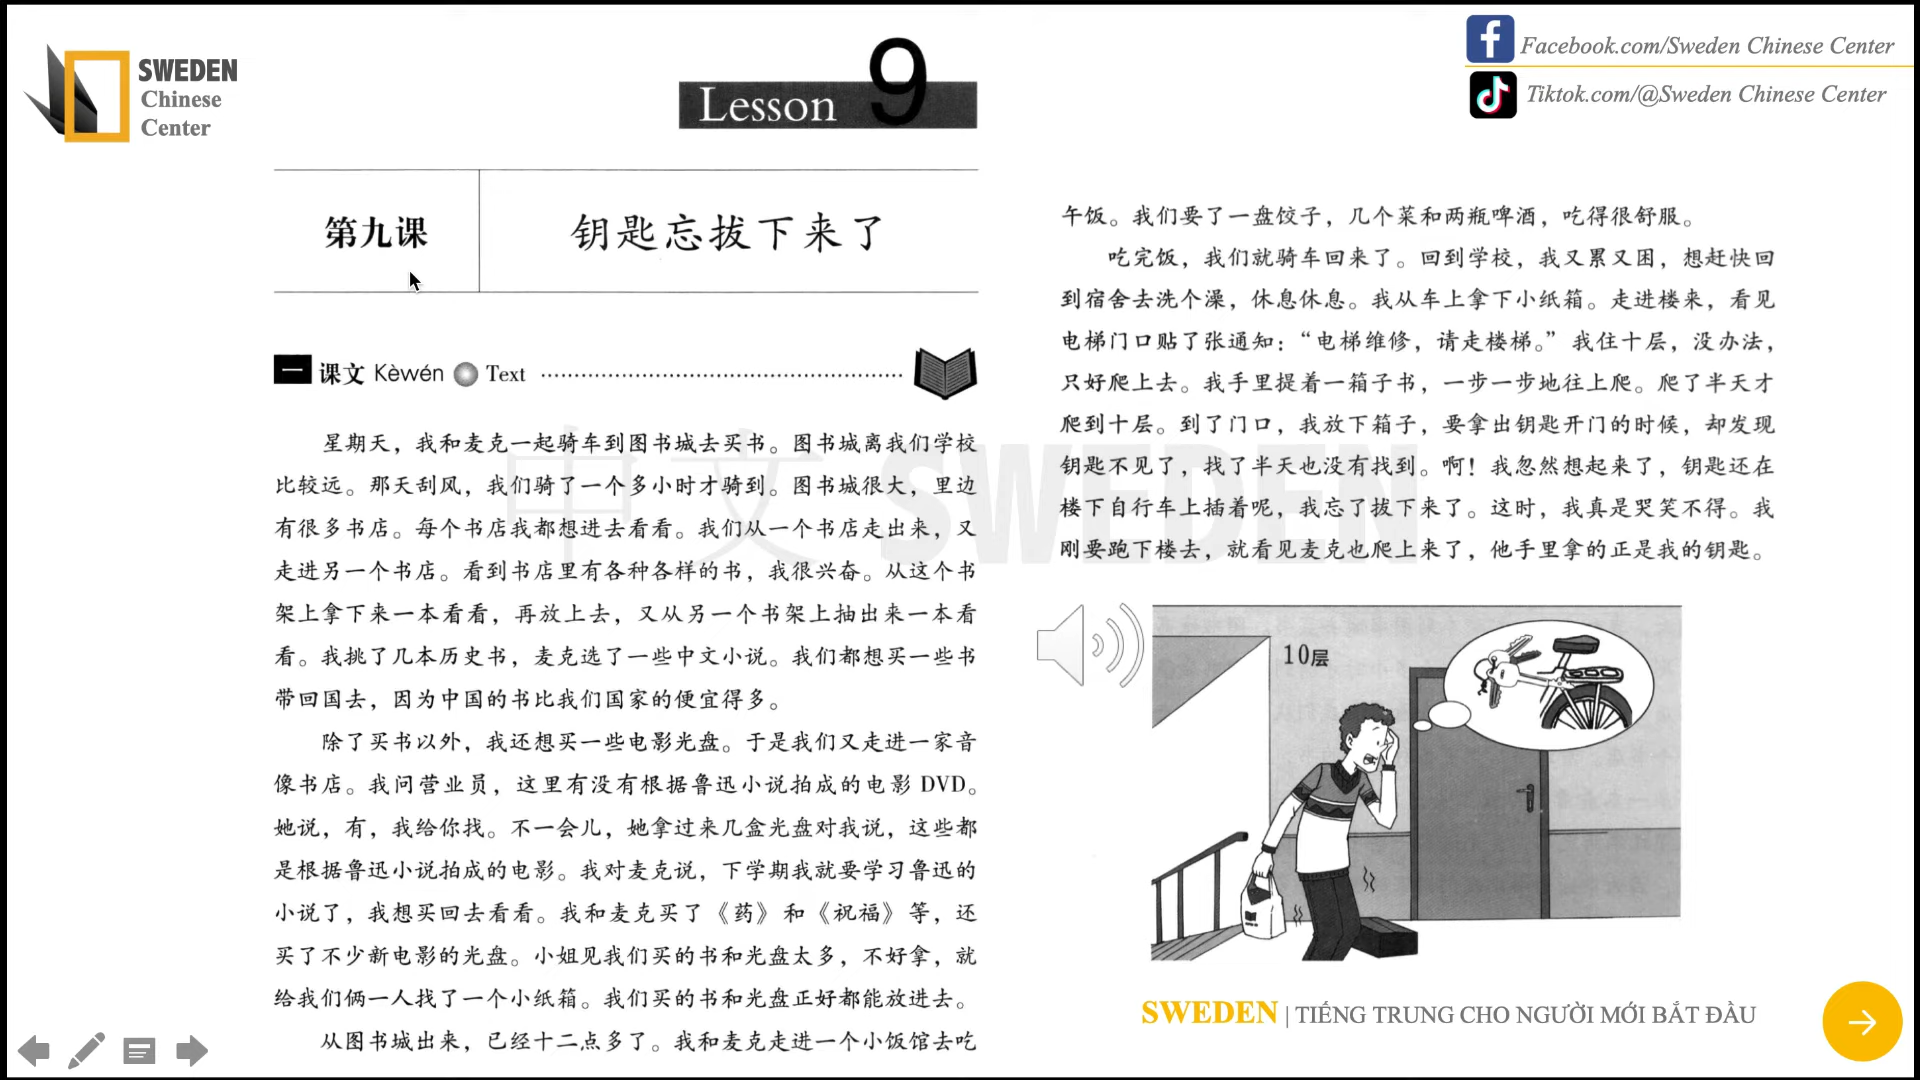 SWEDEN
Chinese
Center
Facebook.com/Sweden Chinese Center
Tiktok.com/@Sweden Chinese Center
Lesson 9
第九课
钥匙忘拔下来了
一 课文 Kèwén Text
星期天，我和麦克一起骑车到图书城去买书。图书城离我们学校
比较远。那天刮风，我们骑了一个多小时才骑到。图书城很大，里边
有很多书店。每个书店我都想进去看看。我们从一个书店走出来，又
走进另一个书店。看到书店里有各种各样的书，我很兴奋。从这个书
架上拿下来一本看看，再放上去，又从另一个书架上抽出来一本看
看。我挑了几本历史书，麦克选了一些中文小说。我们都想买一些书
带回国去，因为中国的书比我们国家的便宜得多。
除了买书以外，我还想买一些电影光盘。于是我们又走进一家音
像书店。我问营业员，这里有没有根据鲁迅小说拍成的电影 DVD。
她说，有，我给你找。不一会儿，她拿过来几盒光盘对我说，这些都
是根据鲁迅小说拍成的电影。我对麦克说，下学期我就要学习鲁迅的
小说了，我想买回去看看。我和麦克买了《药》和《祝福》等，还
买了不少新电影的光盘。小姐见我们买的书和光盘太多，不好拿，就
给我们俩一人找了一个小纸箱。我们买的书和光盘正好都能放进去。
从图书城出来，已经十二点多了。我和麦克走进一个小饭馆去吃
午饭。我们要了一盘饺子，几个菜和两瓶啤酒，吃得很舒服。
吃完饭，我们就骑车回来了。回到学校，我又累又困，想赶快回
到宿舍去洗个澡，休息休息。我从车上拿下小纸箱。走进楼来，看见
电梯门口贴了张通知：“电梯维修，请走楼梯。”我住十层，没办法，
只好爬上去。我手里提着一箱子书，一步一步地往上爬。爬了半天才
爬到十层。到了门口，我放下箱子，要拿出钥匙开门的时候，却发现
钥匙不见了，找了半天也没有找到。啊！我忽然想起来了，钥匙还在
楼下自行车上插着呢，我忘了拔下来了。这时，我真是哭笑不得。我
刚要跑下楼去，就看见麦克也爬上来了，他手里拿的正是我的钥匙。
中文 SWEDEN
10层
SWEDEN | TIẾNG TRUNG CHO NGƯỜI MỚI BẮT ĐẦU